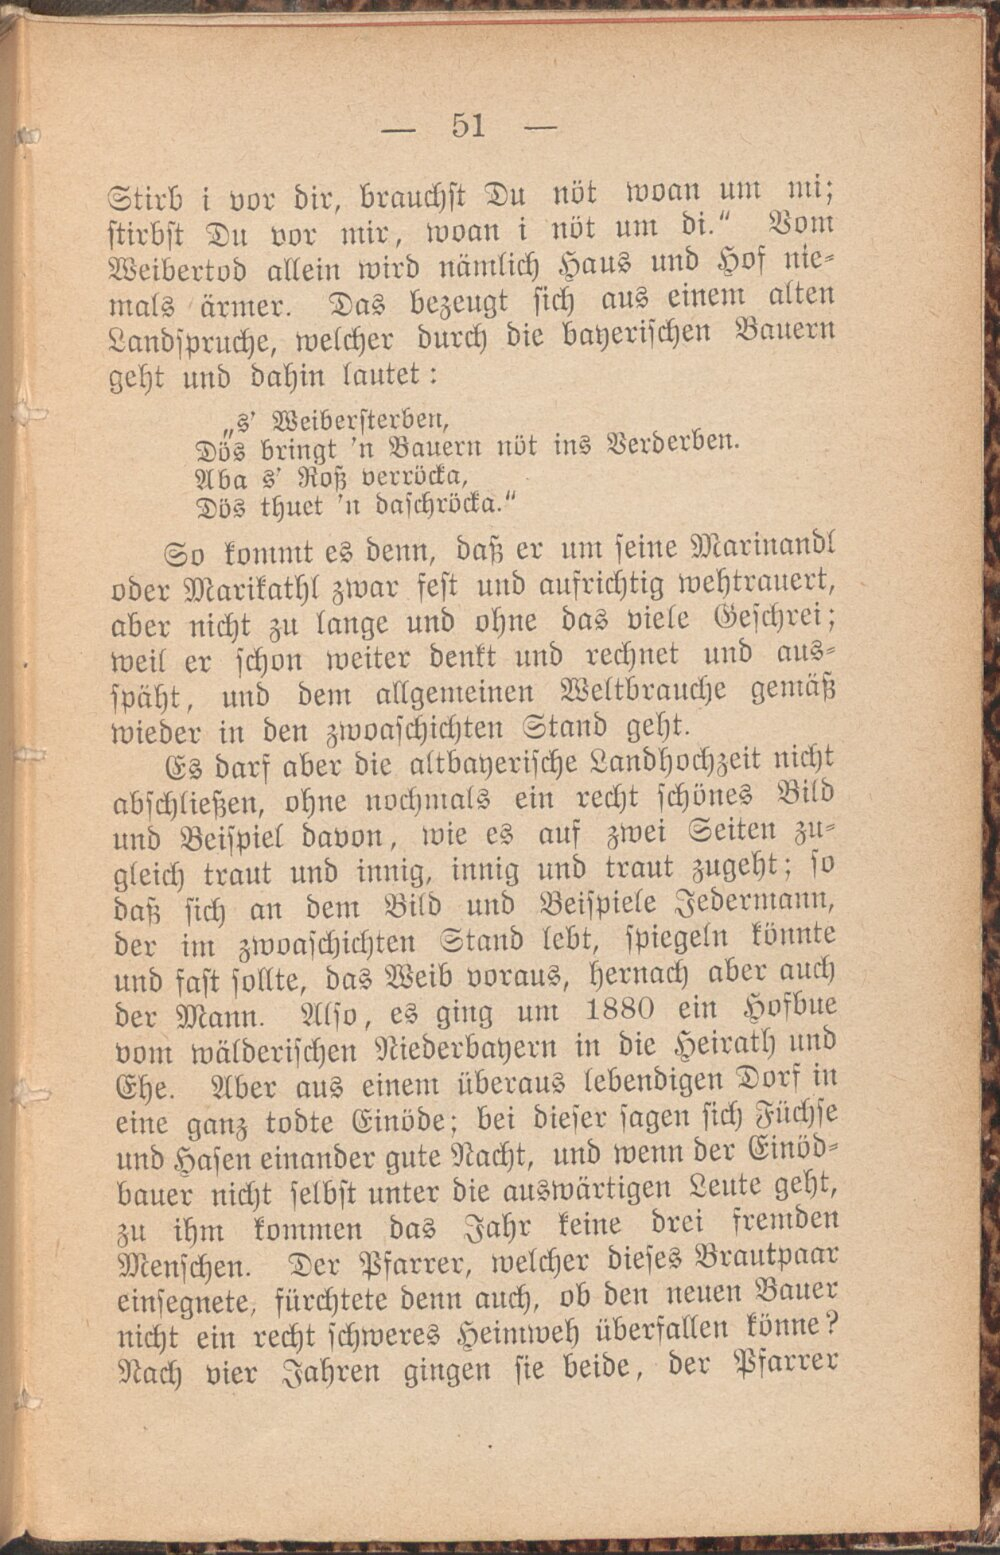 — 51 —
Stirb i vor dir, brauchst Du nöt woan um mi;
stirbst Du vor mir, woan i nöt um di.“ Vom
Weibertod allein wird nämlich Haus und Hof nie-
mals ärmer. Das bezeugt sich aus einem alten
Landspruche, welcher durch die bayerischen Bauern
geht und dahin lautet:
„s’ Weibersterben,
Dös bringt ’n Bauern nöt ins Verderben.
Aba s’ Roß verröcka,
Dös thuet ’n daschröcka.“
So kommt es denn, daß er um seine Marinandl
oder Marikathl zwar fest und aufrichtig wehtrauert,
aber nicht zu lange und ohne das viele Geschrei;
weil er schon weiter denkt und rechnet und aus-
späht, und dem allgemeinen Weltbrauche gemäß
wieder in den zwoaschichten Stand geht.
Es darf aber die altbayerische Landhochzeit nicht
abschließen, ohne nochmals ein recht schönes Bild
und Beispiel davon, wie es auf zwei Seiten zu-
gleich traut und innig, innig und traut zugeht; so
daß sich an dem Bild und Beispiele Jedermann,
der im zwoaschichten Stand lebt, spiegeln könnte
und fast sollte, das Weib voraus, hernach aber auch
der Mann. Also, es ging um 1880 ein Hofbue
vom wälderischen Niederbayern in die Heirath und
Ehe. Aber aus einem überaus lebendigen Dorf in
eine ganz todte Einöde; bei dieser sagen sich Füchse
und Hasen einander gute Nacht, und wenn der Einöd-
bauer nicht selbst unter die auswärtigen Leute geht,
zu ihm kommen das Jahr keine drei fremden
Menschen. Der Pfarrer, welcher dieses Brautpaar
einsegnete, fürchtete denn auch, ob den neuen Bauer
nicht ein recht schweres Heimweh überfallen könne?
Nach vier Jahren gingen sie beide, der Pfarrer